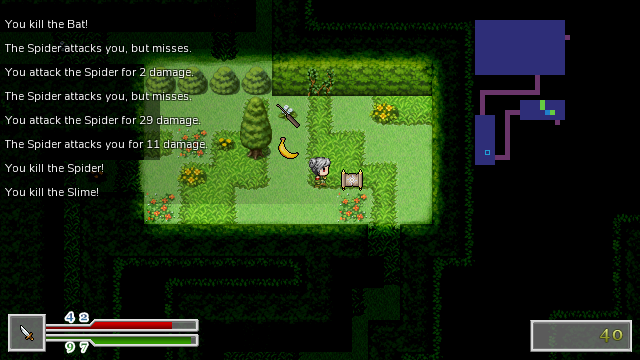 You kill the Bat!
The Spider attacks you, but misses.
You attack the Spider for 2 damage.
The Spider attacks you, but misses.
You attack the Spider for 29 damage.
The Spider attacks you for 11 damage.
You kill the Spider!
You kill the Slime!
42
97
40